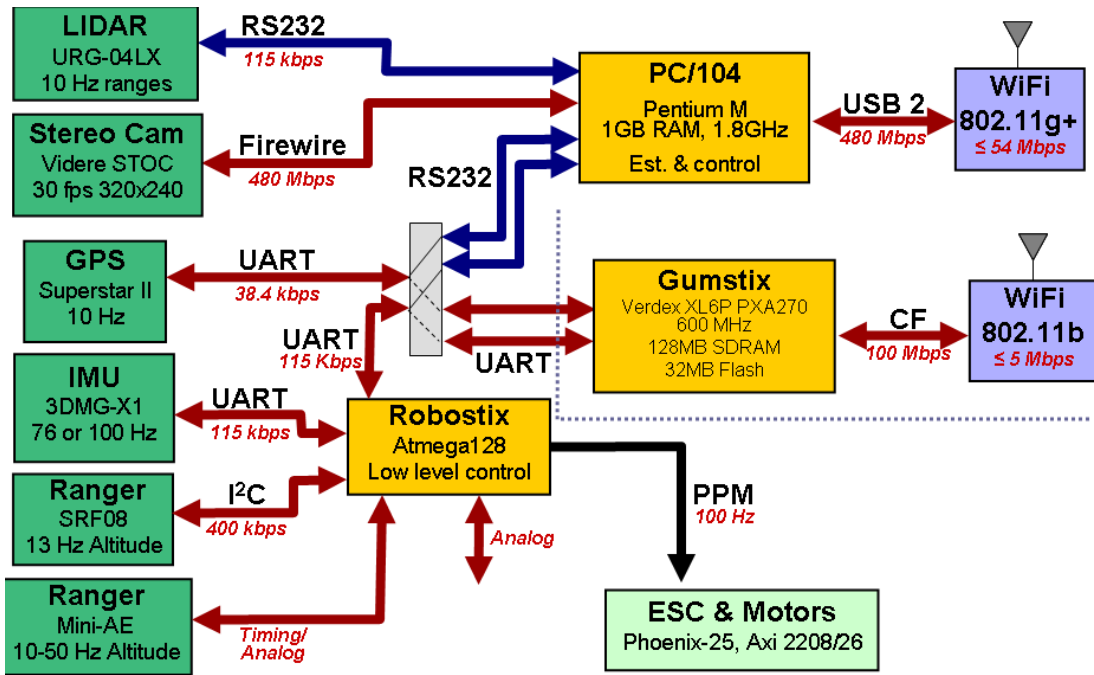 LIDAR
URG-04LX
10 Hz ranges
RS232
115 kbps
PC/104
Pentium M
1GB RAM, 1.8GHz
Est. & control
USB 2
480 Mbps
WiFi
802.11g+
≤ 54 Mbps
Stereo Cam
Videre STOC
30 fps 320x240
Firewire
480 Mbps
RS232
GPS
Superstar II
10 Hz
UART
38.4 kbps
Gumstix
Verdex XL6P PXA270
600 MHz
128MB SDRAM
32MB Flash
CF
100 Mbps
WiFi
802.11b
≤ 5 Mbps
UART
115 Kbps
UART
IMU
3DMG-X1
76 or 100 Hz
UART
115 kbps
Robostix
Atmega128
Low level control
Ranger
SRF08
13 Hz Altitude
I²C
400 kbps
PPM
100 Hz
Analog
Ranger
Mini-AE
10-50 Hz Altitude
Timing/
Analog
ESC & Motors
Phoenix-25, Axi 2208/26